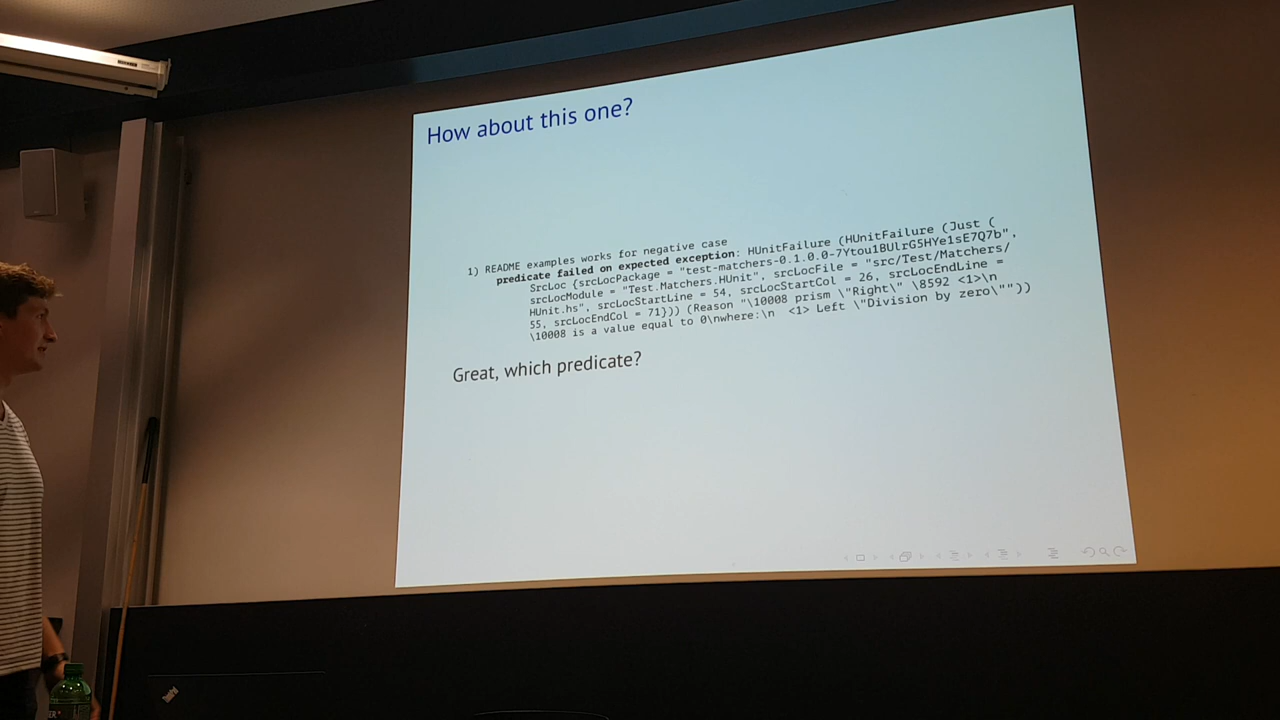 How about this one?
1) README examples works for negative case
predicate failed on expected exception: HUnitFailure (HUnitFailure (Just (
SrcLoc {srcLocPackage = "test-matchers-0.1.0.0-7Ytou1BUlrG5HYe1sE7Q7b",
srcLocModule = "Test.Matchers.HUnit", srcLocFile = "src/Test/Matchers/
HUnit.hs", srcLocStartLine = 54, srcLocStartCol = 26, srcLocEndLine =
55, srcLocEndCol = 71})) (Reason "\10008 prism \"Right\" \8592 <1>\n
\10008 is a value equal to 0\nwhere:\n  <1> Left \"Division by zero\""))
Great, which predicate?
ThinkPad